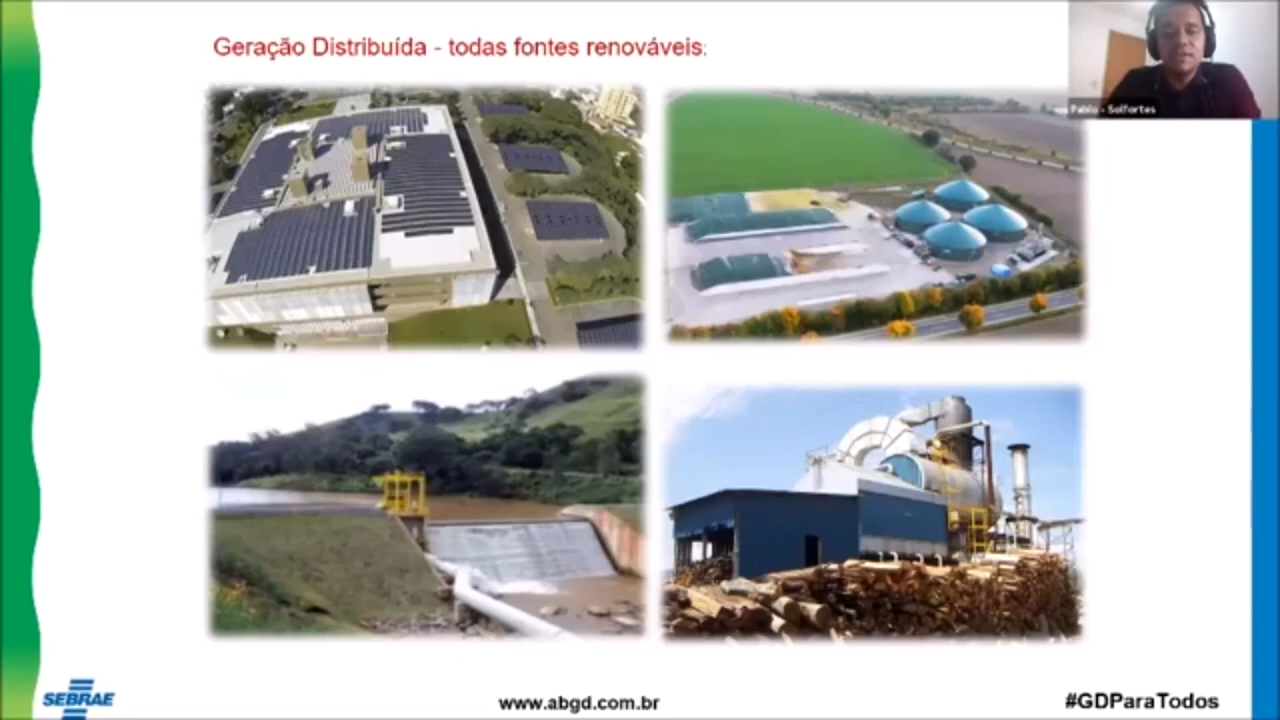 Geração Distribuída - todas fontes renováveis:
Pablo - Solfortes
SEBRAE
www.abgd.com.br
#GDParaTodos